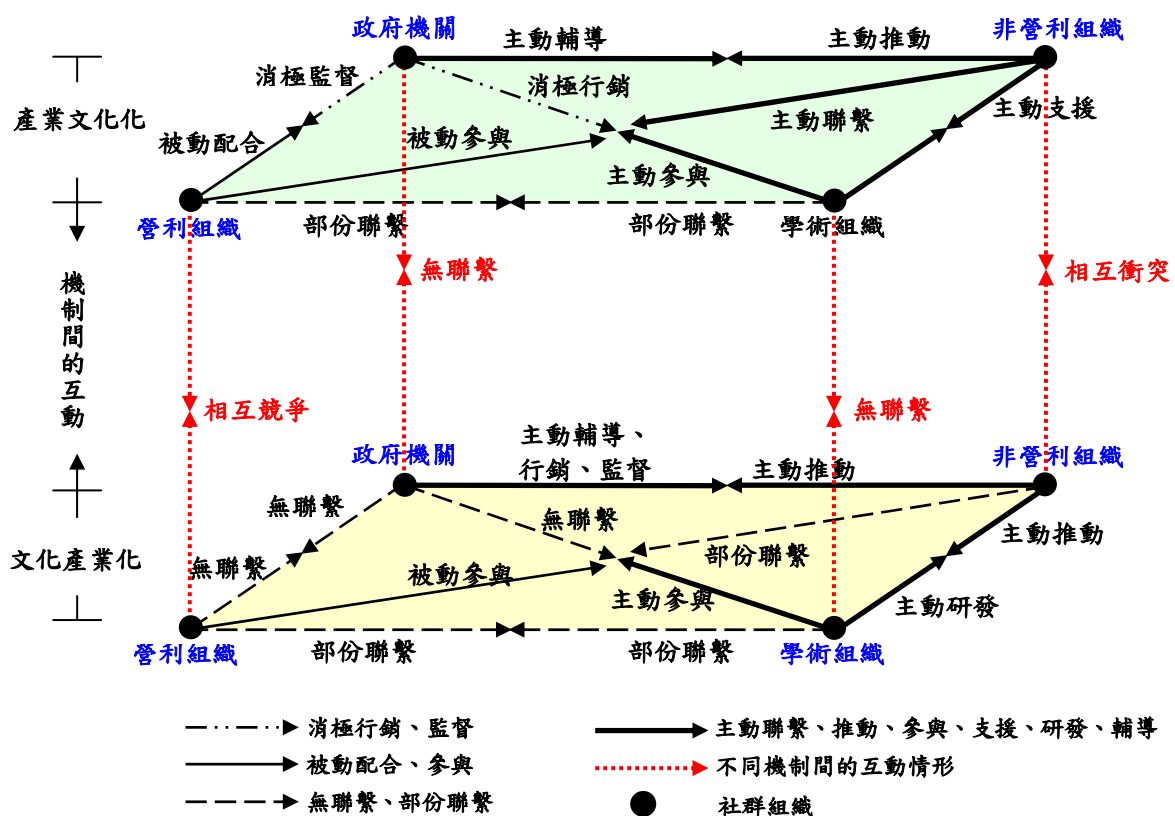 政府機關
主動輔導
主動推動
非營利組織
消極監督
消極行銷
主動支援
產業文化化
被動配合
被動參與
主動聯繫
主動參與
營利組織
部份聯繫
部份聯繫
學術組織
機制間的互動
無聯繫
相互衝突
相互競爭
無聯繫
政府機關
主動輔導、
行銷、監督
主動推動
非營利組織
無聯繫
無聯繫
主動推動
文化產業化
無聯繫
被動參與
部份聯繫
主動參與
主動研發
營利組織
部份聯繫
部份聯繫
學術組織
消極行銷、監督
主動聯繫、推動、參與、支援、研發、輔導
被動配合、參與
不同機制間的互動情形
無聯繫、部份聯繫
社群組織